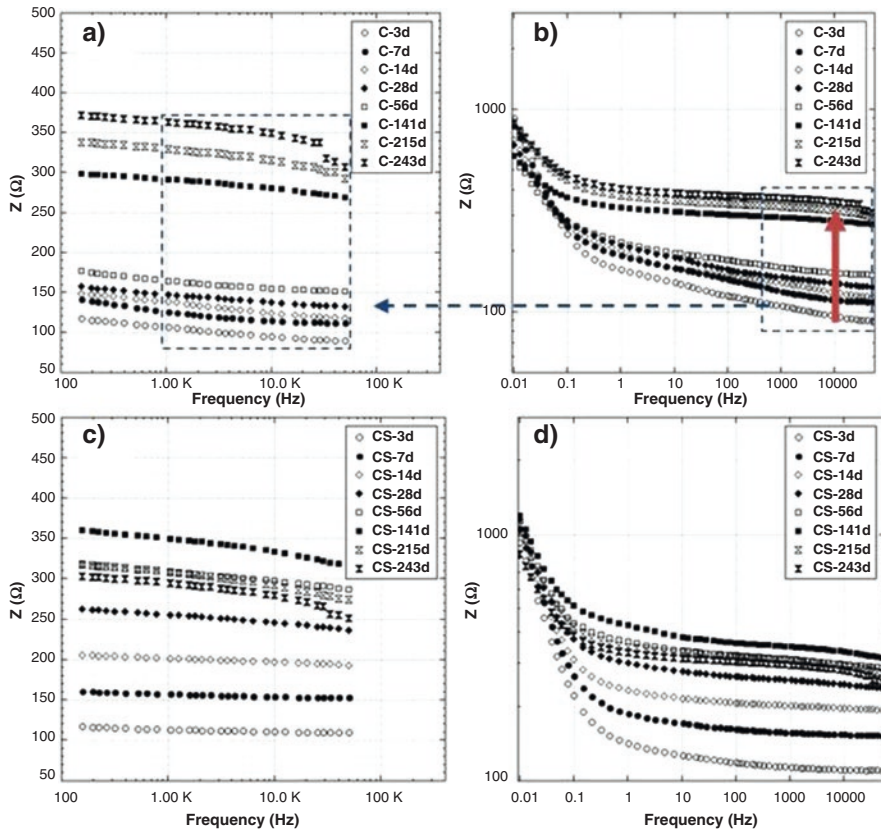 a)
500
450
400
350
300
250
200
150
100
50
Z (Ω)
100
1.00 K
10.0 K
100 K
Frequency (Hz)
C-3d
C-7d
C-14d
C-28d
C-56d
C-141d
C-215d
C-243d
b)
1000
100
Z (Ω)
0.01
0.1
1
10
100
1000
10000
Frequency (Hz)
C-3d
C-7d
C-14d
C-28d
C-56d
C-141d
C-215d
C-243d
c)
500
450
400
350
300
250
200
150
100
50
Z (Ω)
100
1.00 K
10.0 K
100 K
Frequency (Hz)
CS-3d
CS-7d
CS-14d
CS-28d
CS-56d
CS-141d
CS-215d
CS-243d
d)
1000
100
Z (Ω)
0.01
0.1
1
10
100
1000
10000
Frequency (Hz)
CS-3d
CS-7d
CS-14d
CS-28d
CS-56d
CS-141d
CS-215d
CS-243d